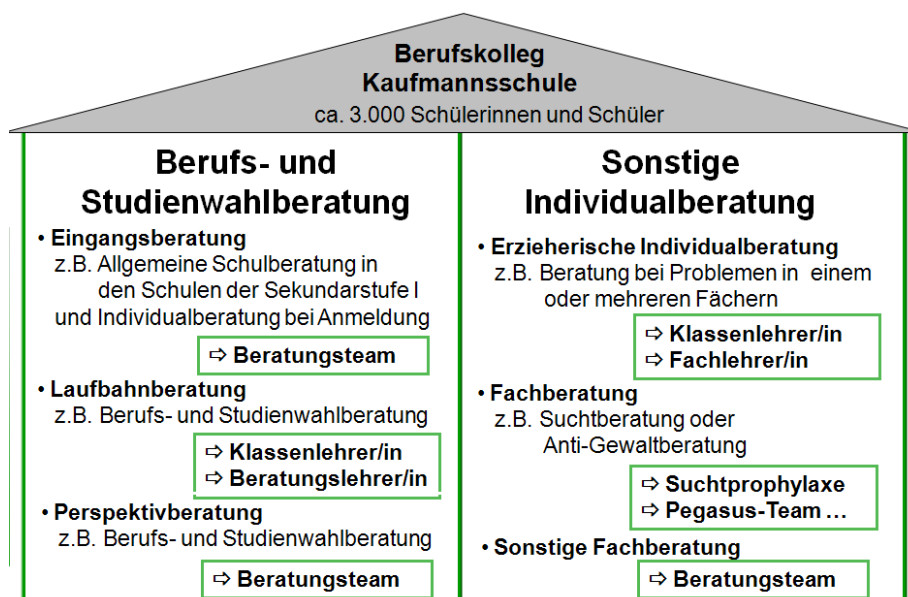 Berufskolleg
Kaufmannsschule
ca. 3.000 Schülerinnen und Schüler
Berufs- und
Studienwahlberatung
• Eingangsberatung
z.B. Allgemeine Schulberatung in
den Schulen der Sekundarstufe I
und Individualberatung bei Anmeldung
⇨ Beratungsteam
• Laufbahnberatung
z.B. Berufs- und Studienwahlberatung
⇨ Klassenlehrer/in
⇨ Beratungslehrer/in
• Perspektivberatung
z.B. Berufs- und Studienwahlberatung
⇨ Beratungsteam
Sonstige
Individualberatung
• Erzieherische Individualberatung
z.B. Beratung bei Problemen in einem
oder mehreren Fächern
⇨ Klassenlehrer/in
⇨ Fachlehrer/in
• Fachberatung
z.B. Suchtberatung oder
Anti-Gewaltberatung
⇨ Suchtprophylaxe
⇨ Pegasus-Team ...
• Sonstige Fachberatung
⇨ Beratungsteam